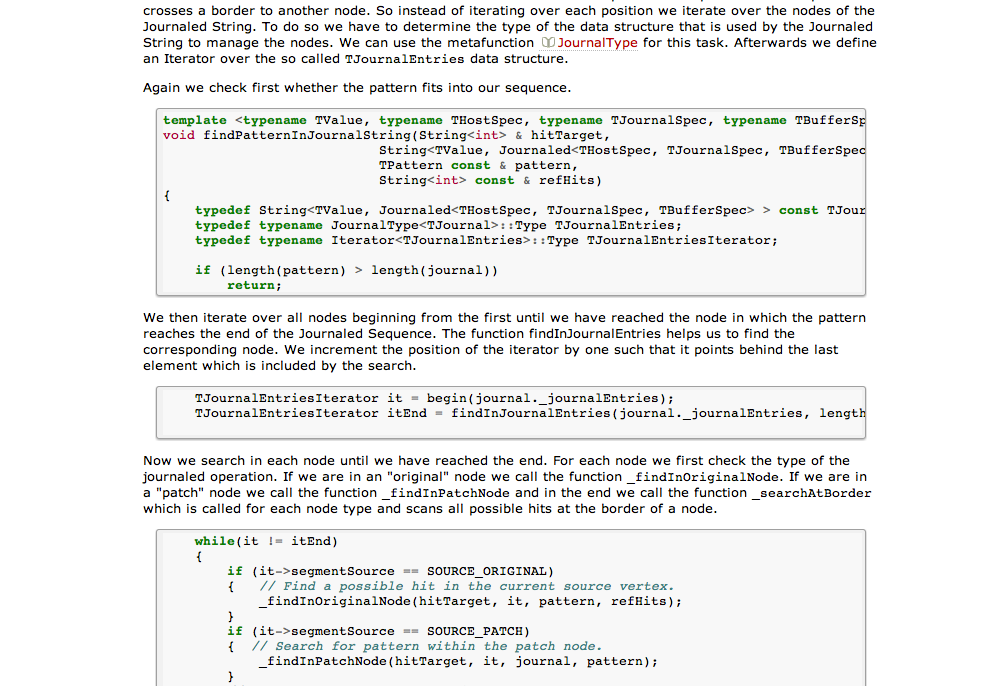 crosses a border to another node. So instead of iterating over each position we iterate over the nodes of the
Journaled String. To do so we have to determine the type of the data structure that is used by the Journaled
String to manage the nodes. We can use the metafunction JournalType for this task. Afterwards we define
an Iterator over the so called TJournalEntries data structure.
Again we check first whether the pattern fits into our sequence.
template <typename TValue, typename THostSpec, typename TJournalSpec, typename TBufferSp
void findPatternInJournalString(String<int> & hitTarget,
String<TValue, Journaled<THostSpec, TJournalSpec, TBufferSpec
TPattern const & pattern,
String<int> const & refHits)
{
typedef String<TValue, Journaled<THostSpec, TJournalSpec, TBufferSpec> > const TJour
typedef typename JournalType<TJournal>::Type TJournalEntries;
typedef typename Iterator<TJournalEntries>::Type TJournalEntriesIterator;
if (length(pattern) > length(journal))
return;
We then iterate over all nodes beginning from the first until we have reached the node in which the pattern
reaches the end of the Journaled Sequence. The function findInJournalEntries helps us to find the
corresponding node. We increment the position of the iterator by one such that it points behind the last
element which is included by the search.
TJournalEntriesIterator it = begin(journal._journalEntries);
TJournalEntriesIterator itEnd = findInJournalEntries(journal._journalEntries, length
Now we search in each node until we have reached the end. For each node we first check the type of the
journaled operation. If we are in an "original" node we call the function _findInOriginalNode. If we are in
a "patch" node we call the function _findInPatchNode and in the end we call the function _searchAtBorder
which is called for each node type and scans all possible hits at the border of a node.
while(it != itEnd)
{
if (it->segmentSource == SOURCE_ORIGINAL)
{ // Find a possible hit in the current source vertex.
_findInOriginalNode(hitTarget, it, pattern, refHits);
}
if (it->segmentSource == SOURCE_PATCH)
{ // Search for pattern within the patch node.
_findInPatchNode(hitTarget, it, journal, pattern);
}